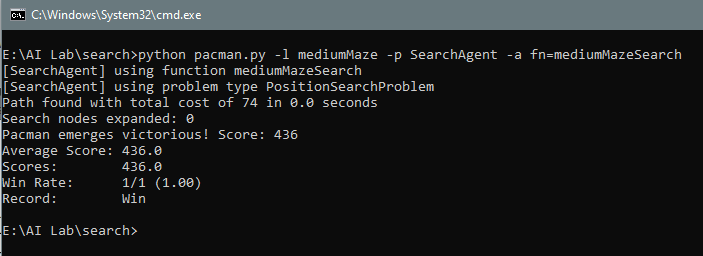 C:\Windows\System32\cmd.exe
E:\AI Lab\search>python pacman.py -l mediumMaze -p SearchAgent -a fn=mediumMazeSearch
[SearchAgent] using function mediumMazeSearch
[SearchAgent] using problem type PositionSearchProblem
Path found with total cost of 74 in 0.0 seconds
Search nodes expanded: 0
Pacman emerges victorious! Score: 436
Average Score: 436.0
Scores:        436.0
Win Rate:      1/1 (1.00)
Record:        Win
E:\AI Lab\search>